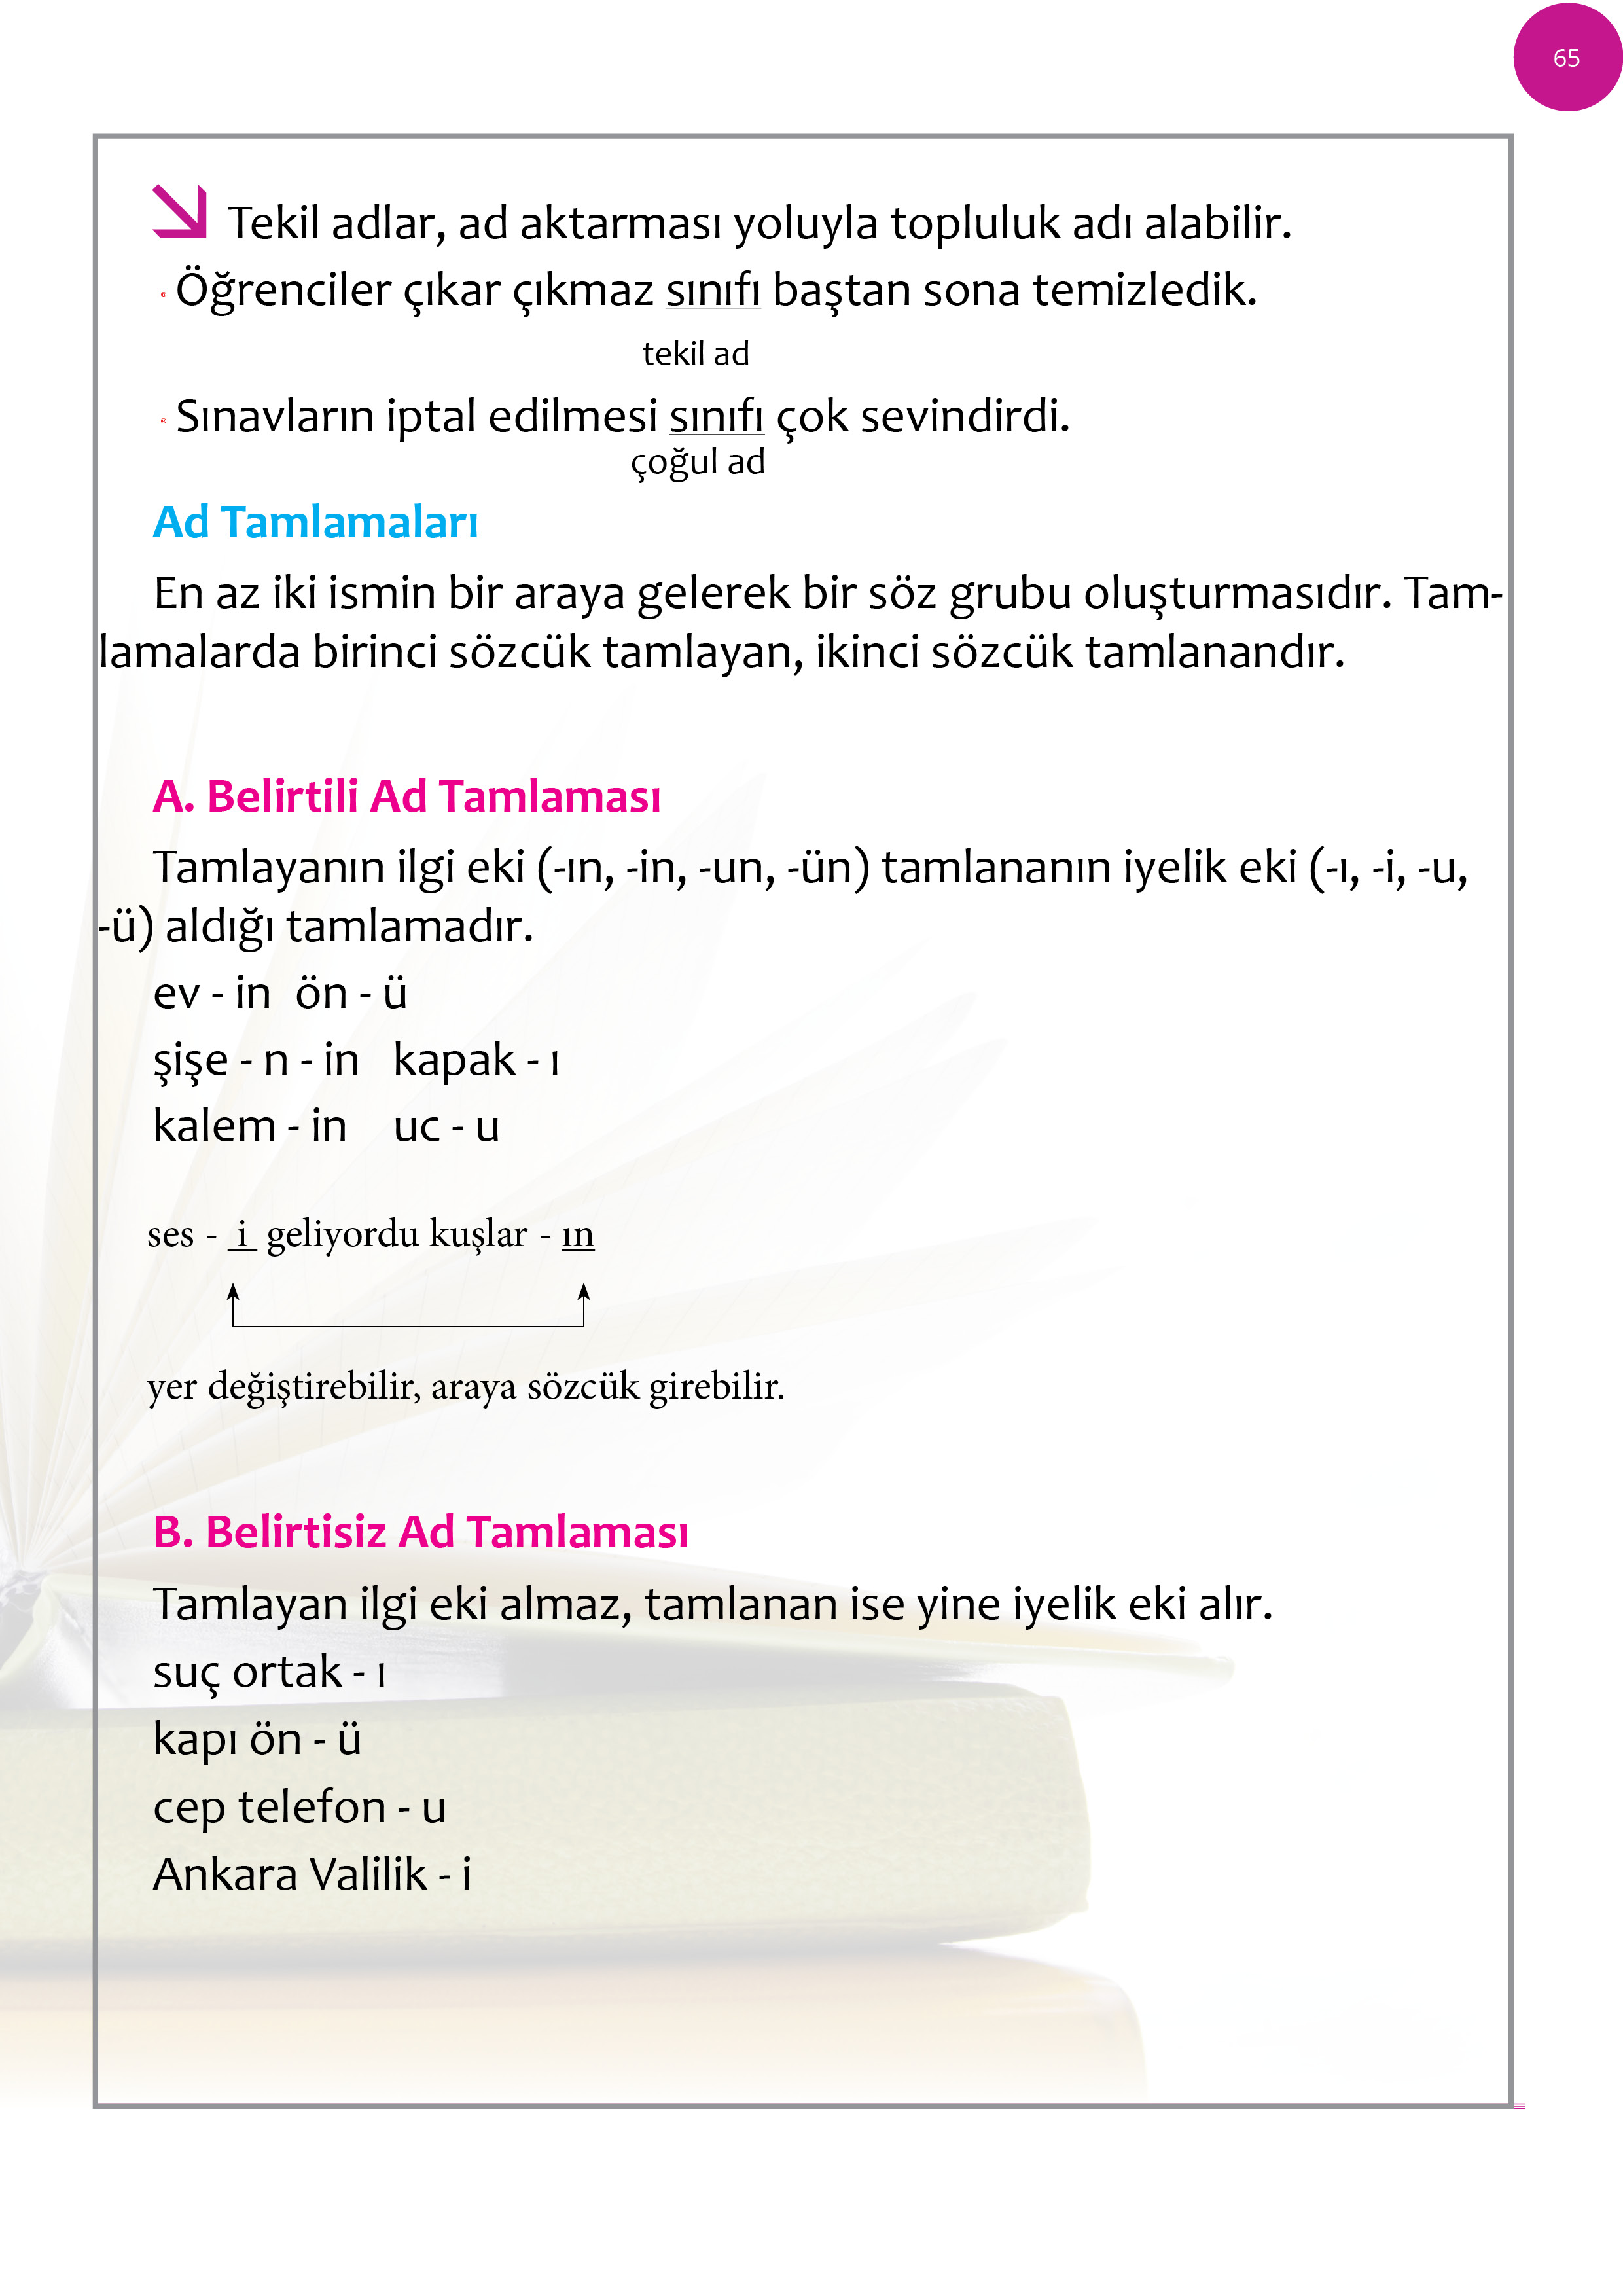 65
Tekil adlar, ad aktarması yoluyla topluluk adı alabilir.
Öğrenciler çıkar çıkmaz sınıfı baştan sona temizledik.
tekil ad
Sınavların iptal edilmesi sınıfı çok sevindirdi.
çoğul ad
Ad Tamlamaları
En az iki ismin bir araya gelerek bir söz grubu oluşturmasıdır. Tam-
lamalarda birinci sözcük tamlayan, ikinci sözcük tamlanandır.
A. Belirtili Ad Tamlaması
Tamlayanın ilgi eki (-ın, -in, -un, -ün) tamlananın iyelik eki (-ı, -i, -u,
-ü) aldığı tamlamadır.
ev - in ön - ü
şişe - n - in kapak - ı
kalem - in uc - u
ses - i geliyordu kuşlar - ın
yer değiştirebilir, araya sözcük girebilir.
B. Belirtisiz Ad Tamlaması
Tamlayan ilgi eki almaz, tamlanan ise yine iyelik eki alır.
suç ortak - ı
kapı ön - ü
cep telefon - u
Ankara Valilik - i